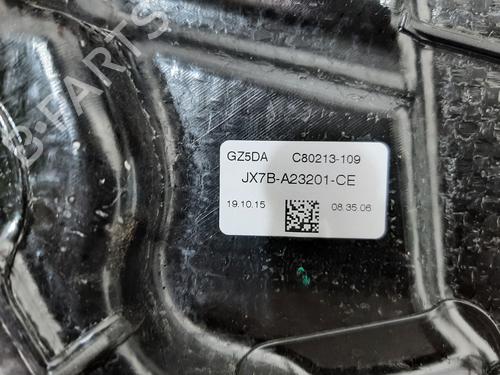 B-PARTS
GZ5DA C80213-109
JX7B-A23201-CE
19.10.15 08.35.06